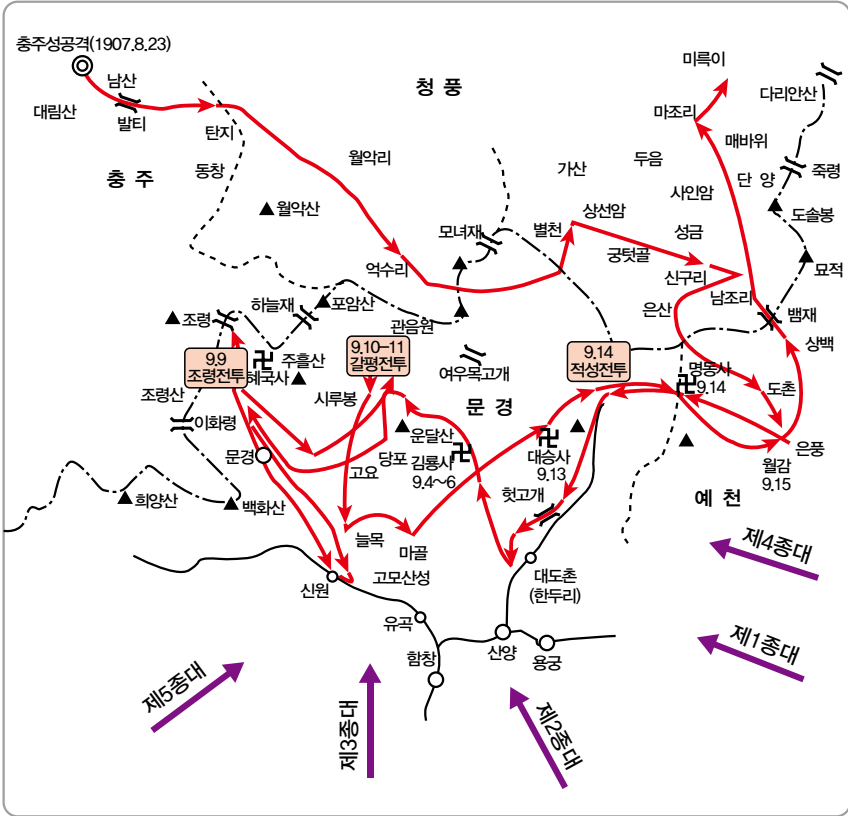 충주성공격(1907.8.23)
남산
대림산
발티
탄지
동창
충 주
청 풍
월악리
월악산
억수리
모녀재
가산
두음
미륵이
마조리
매바위
다리안산
단 양
죽령
사인암
도솔봉
상선암
별천
성금
궁텃골
신구리
묘적
은산
남조리
뱀재
상백
하늘재
포암산
조령
관음원
9.9
조령전투
혜국사
주흘산
9.10-11
갈평전투
여우목고개
9.14
적성전투
명동사
9.14
도촌
조령산
이화령
시루봉
문 경
운달산
김룡사
9.4~6
대승사
9.13
은풍
월감
9.15
문경
고요
당포
헛고개
예 천
희양산
백화산
늘목
마골
신원
고모산성
대도촌
(한두리)
유곡
함창
산양
용궁
제4종대
제1종대
제5종대
제3종대
제2종대